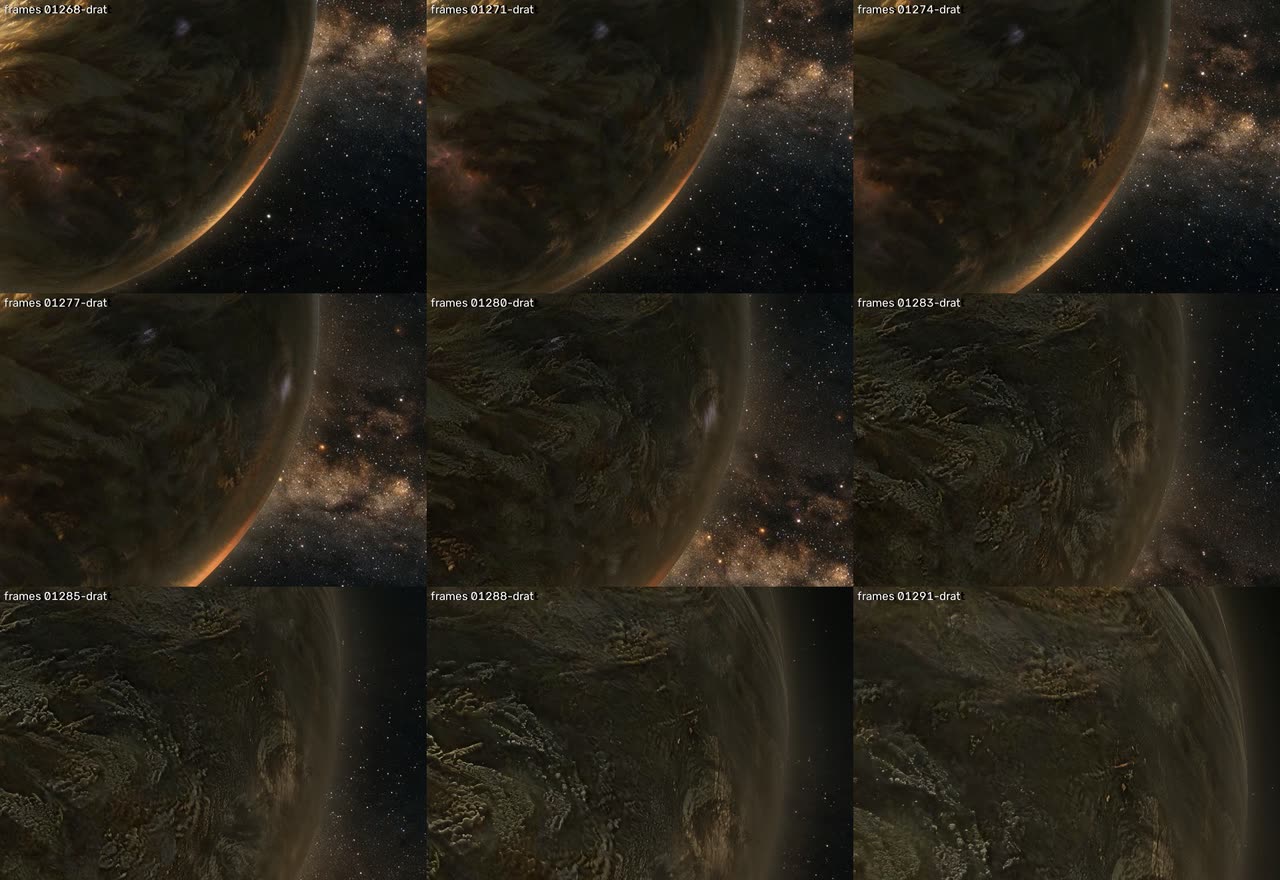 frames 01268-drat
frames 01271-drat
frames 01274-drat
frames 01277-drat
frames 01280-drat
frames 01283-drat
frames 01285-drat
frames 01288-drat
frames 01291-drat